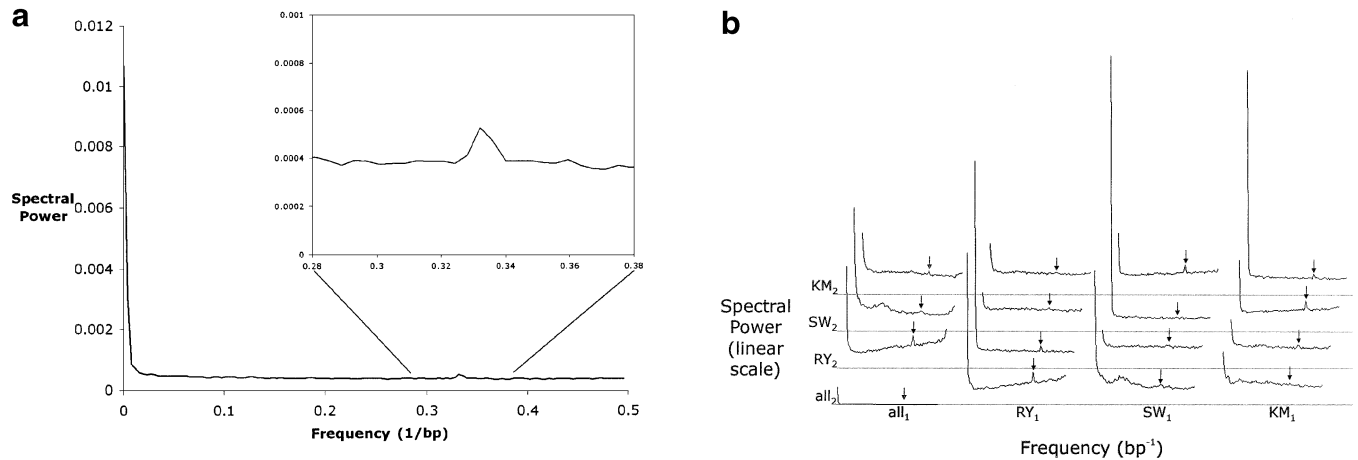 a
0.012
0.01
0.008
Spectral
Power
0.006
0.004
0.002
0
0
0.1
0.2
0.3
0.4
0.5
Frequency (1/bp)
0.001
0.0008
0.0006
0.0004
0.0002
0
0.28
0.3
0.32
0.34
0.36
0.38
b
Spectral
Power
(linear
scale)
KM₂
SW₂
RY₂
all₂
all₁
RY₁
SW₁
KM₁
Frequency (bp⁻¹)